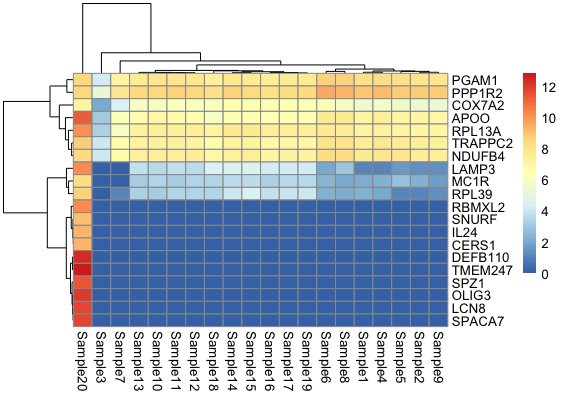 PGAM1
PPP1R2
COX7A2
APOO
RPL13A
TRAPPC2
NDUFB4
LAMP3
MC1R
RPL39
RBMXL2
SNURF
IL24
CERS1
DEFB110
TMEM247
SPZ1
OLIG3
LCN8
SPACA7
12
10
8
6
4
2
0
Sample20
Sample3
Sample7
Sample13
Sample10
Sample11
Sample12
Sample18
Sample14
Sample15
Sample16
Sample17
Sample19
Sample6
Sample8
Sample1
Sample4
Sample5
Sample2
Sample9